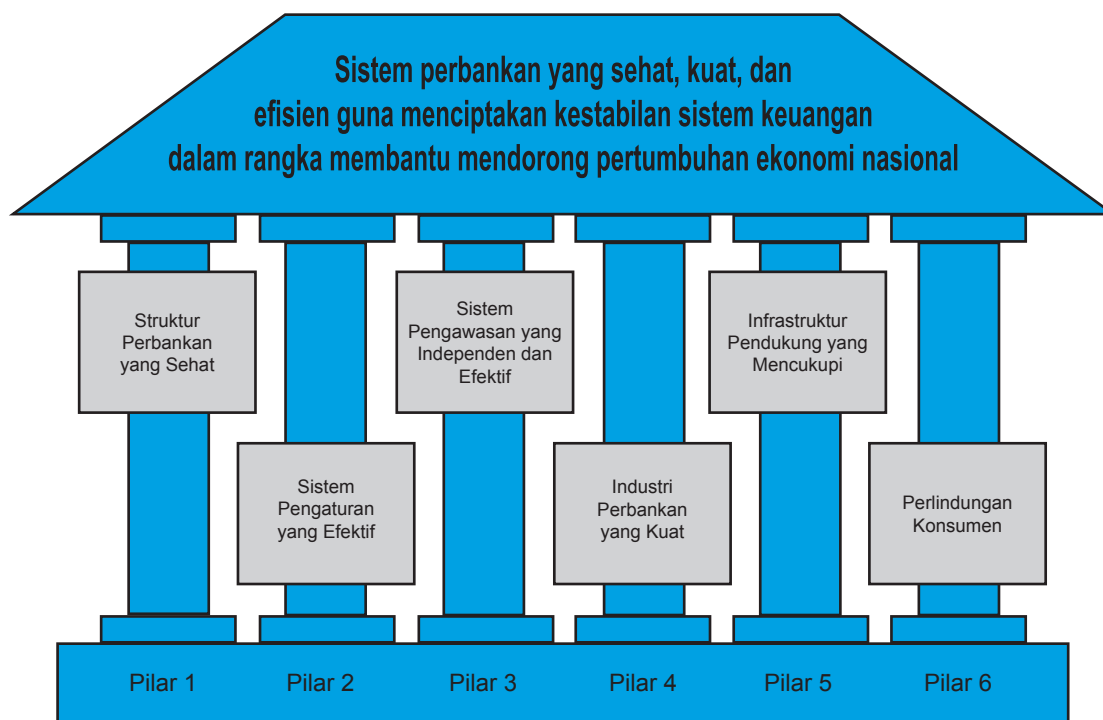 Sistem perbankan yang sehat, kuat, dan
efisien guna menciptakan kestabilan sistem keuangan
dalam rangka membantu mendorong pertumbuhan ekonomi nasional
Struktur
Perbankan
yang Sehat
Sistem
Pengaturan
yang Efektif
Sistem
Pengawasan yang
Independen dan
Efektif
Industri
Perbankan
yang Kuat
Infrastruktur
Pendukung yang
Mencukupi
Perlindungan
Konsumen
Pilar 1
Pilar 2
Pilar 3
Pilar 4
Pilar 5
Pilar 6